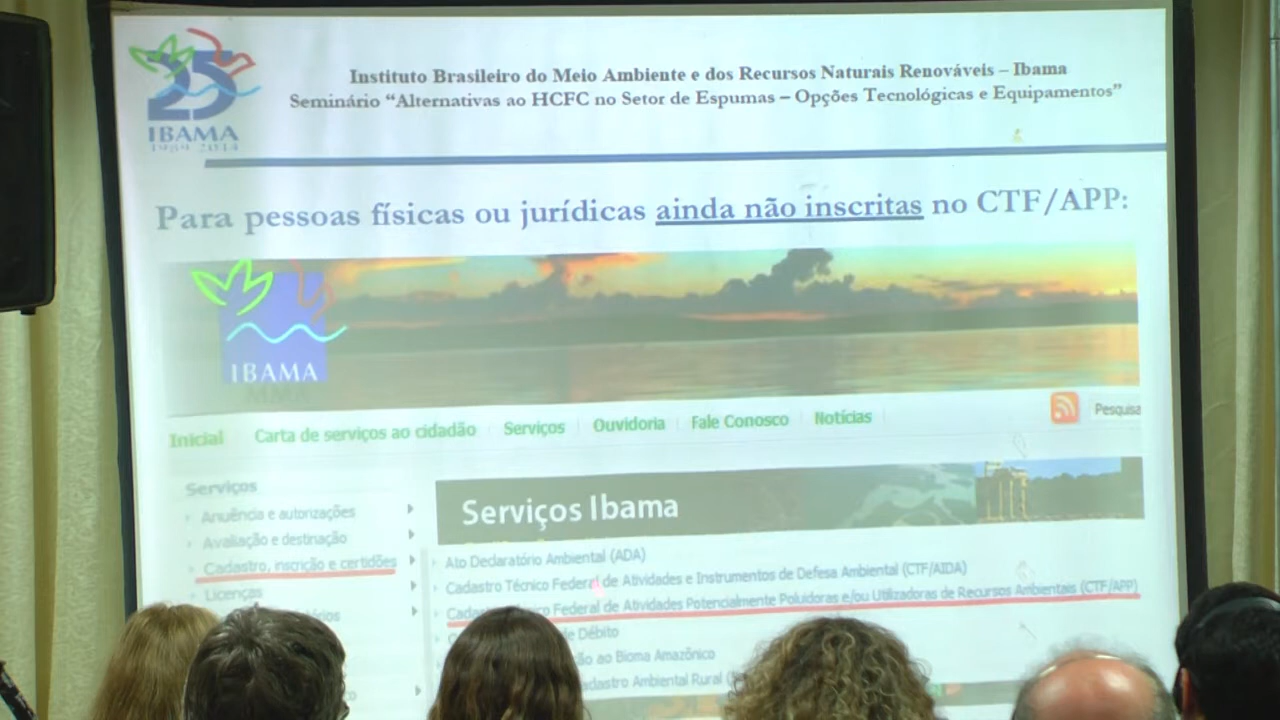 25
IBAMA
1989 2014
Instituto Brasileiro do Meio Ambiente e dos Recursos Naturais Renováveis – Ibama
Seminário “Alternativas ao HCFC no Setor de Espumas – Opções Tecnológicas e Equipamentos”
Para pessoas físicas ou jurídicas ainda não inscritas no CTF/APP:
IBAMA
MMA
Inicial Carta de serviços ao cidadão Serviços Ouvidoria Fale Conosco Notícias Pesquisa
Serviços
Anuência e autorizações
Avaliação e destinação
Cadastro, inscrição e certidões
Licenças
Serviços Ibama
Ato Declaratório Ambiental (ADA)
Cadastro Técnico Federal de Atividades e Instrumentos de Defesa Ambiental (CTF/AIDA)
Federal de Atividades Potencialmente Poluidoras e/ou Utilizadoras de Recursos Ambientais (CTF/APP)
de Débito
ao Bioma Amazônico
Ambiental Rural